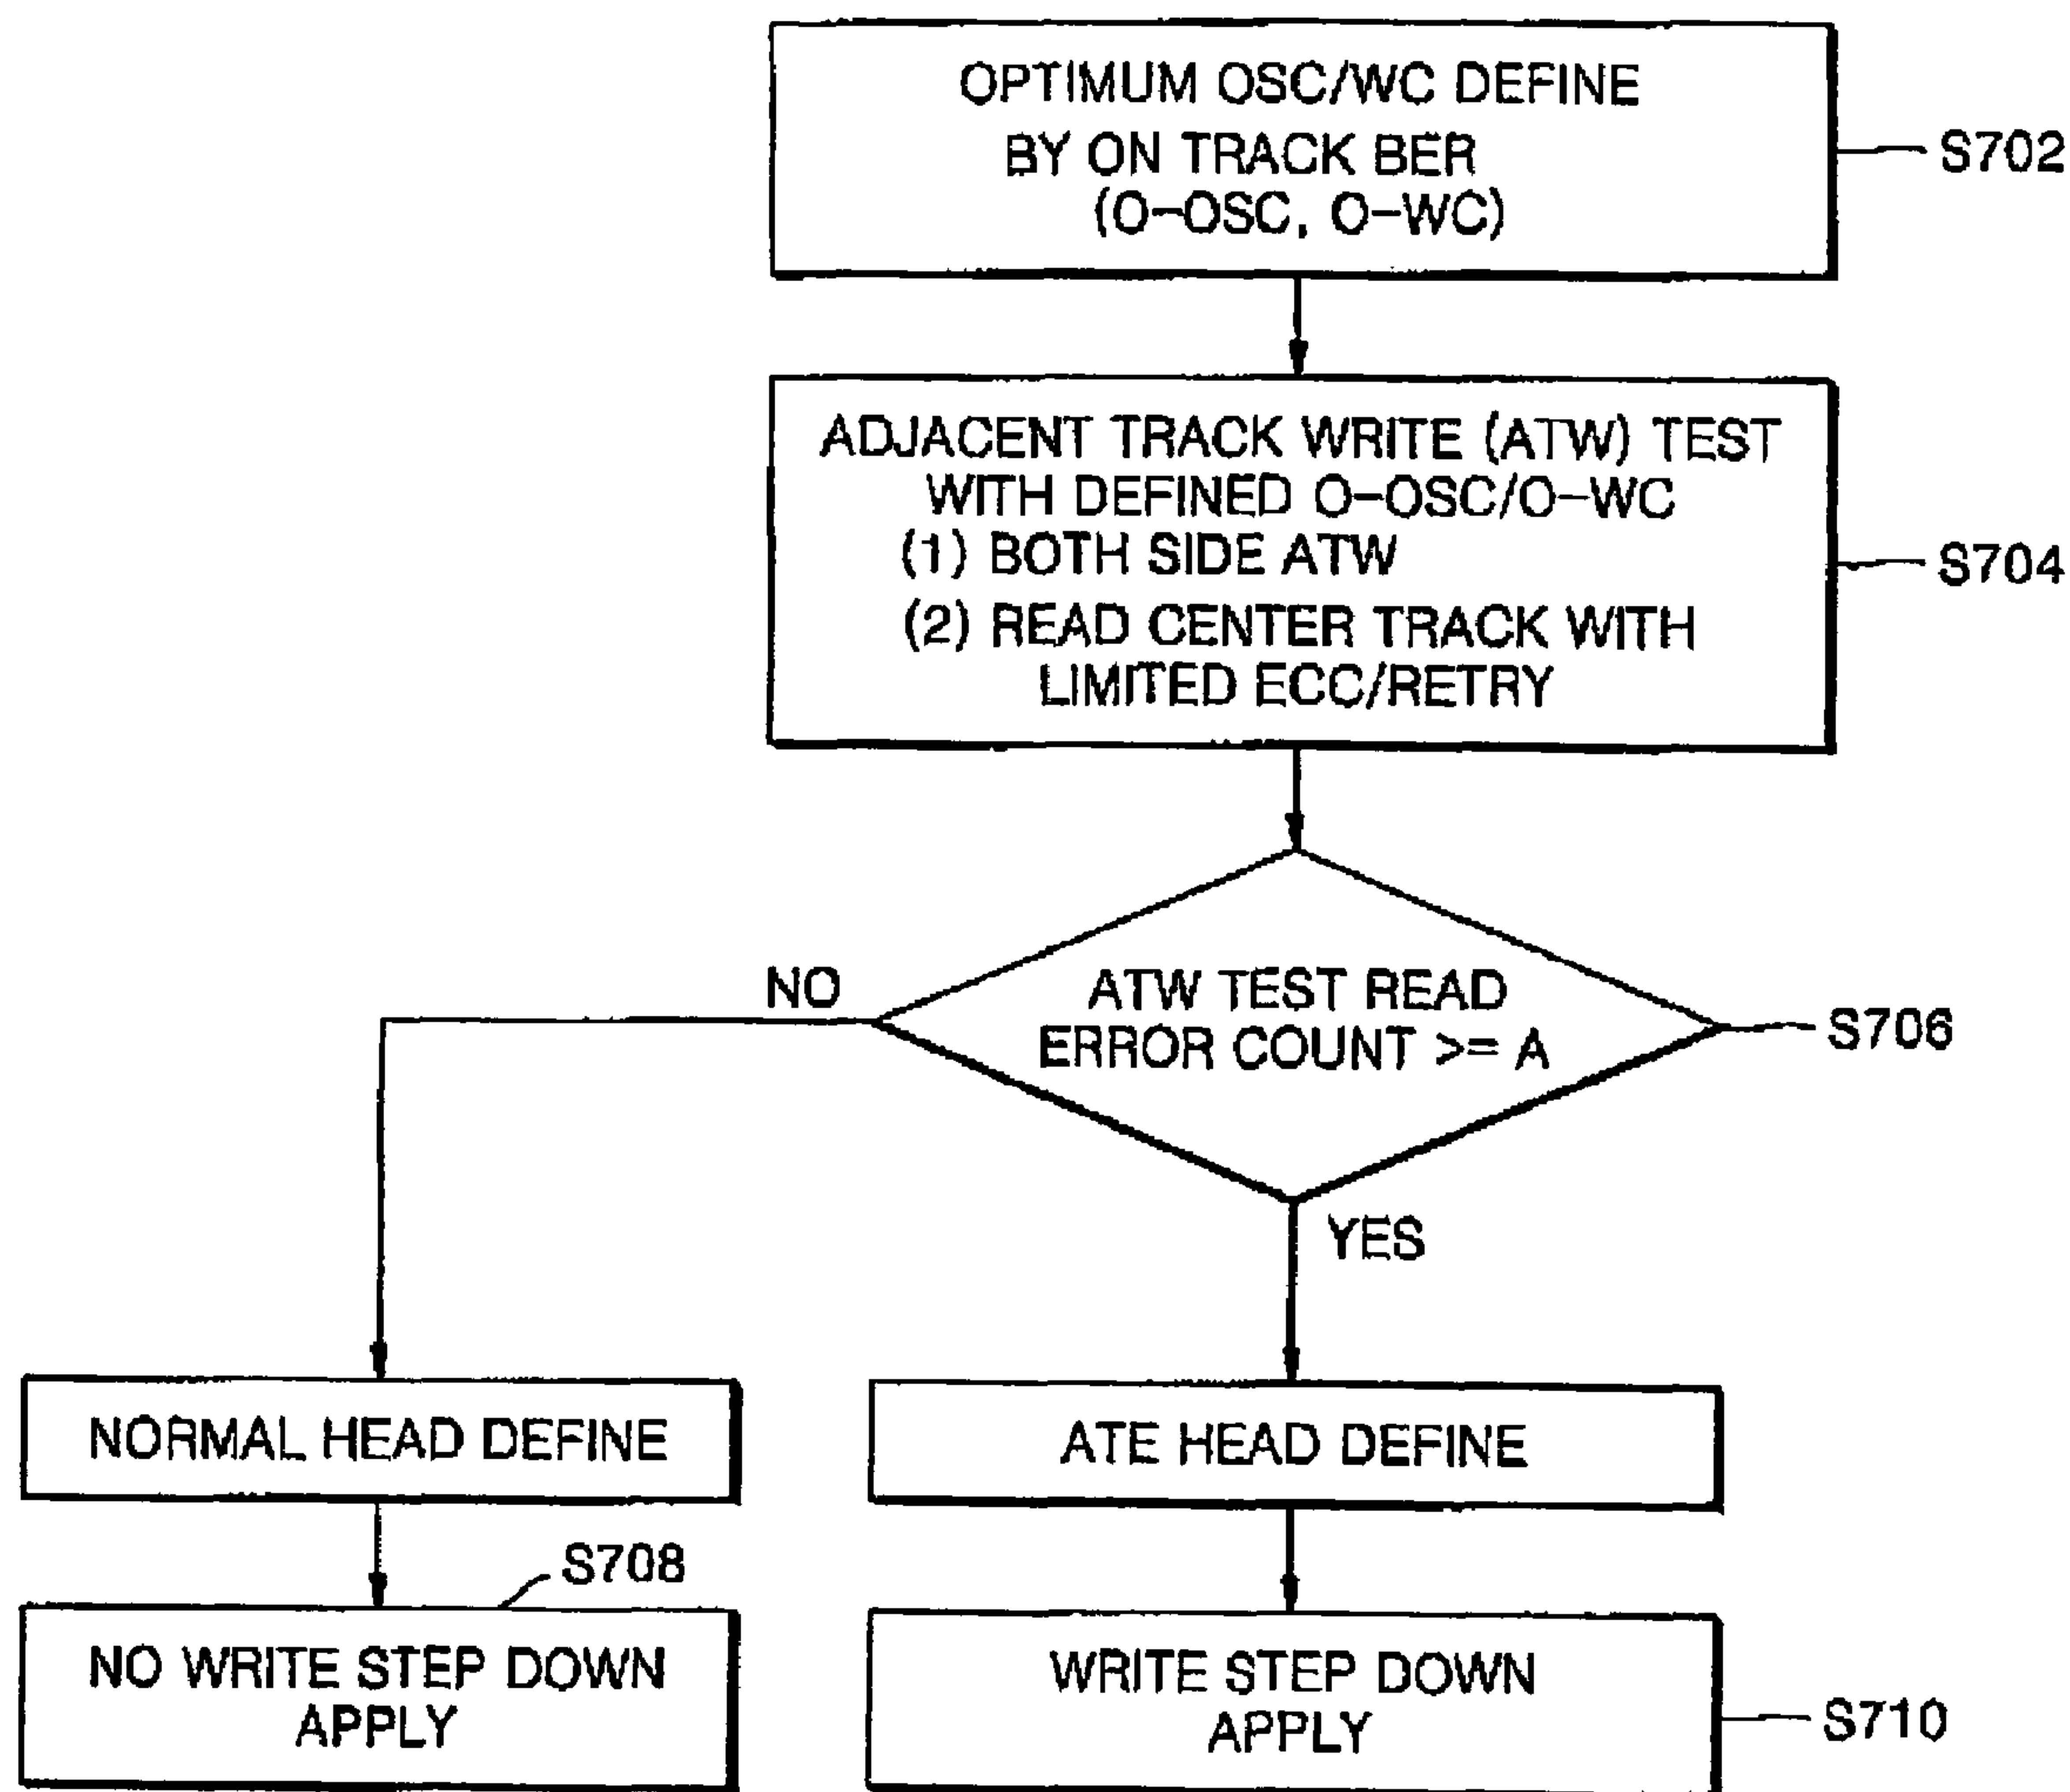 OPTIMUM OSC/WC DEFINE
BY ON TRACK BER
(O-OSC, O-WC)
S702
ADJACENT TRACK WRITE (ATW) TEST
WITH DEFINED O-OSC/O-WC
(1) BOTH SIDE ATW
(2) READ CENTER TRACK WITH
LIMITED ECC/RETRY
S704
ATW TEST READ
ERROR COUNT >= A
S706
NO
YES
NORMAL HEAD DEFINE
ATE HEAD DEFINE
S708
NO WRITE STEP DOWN
APPLY
WRITE STEP DOWN
APPLY
S710